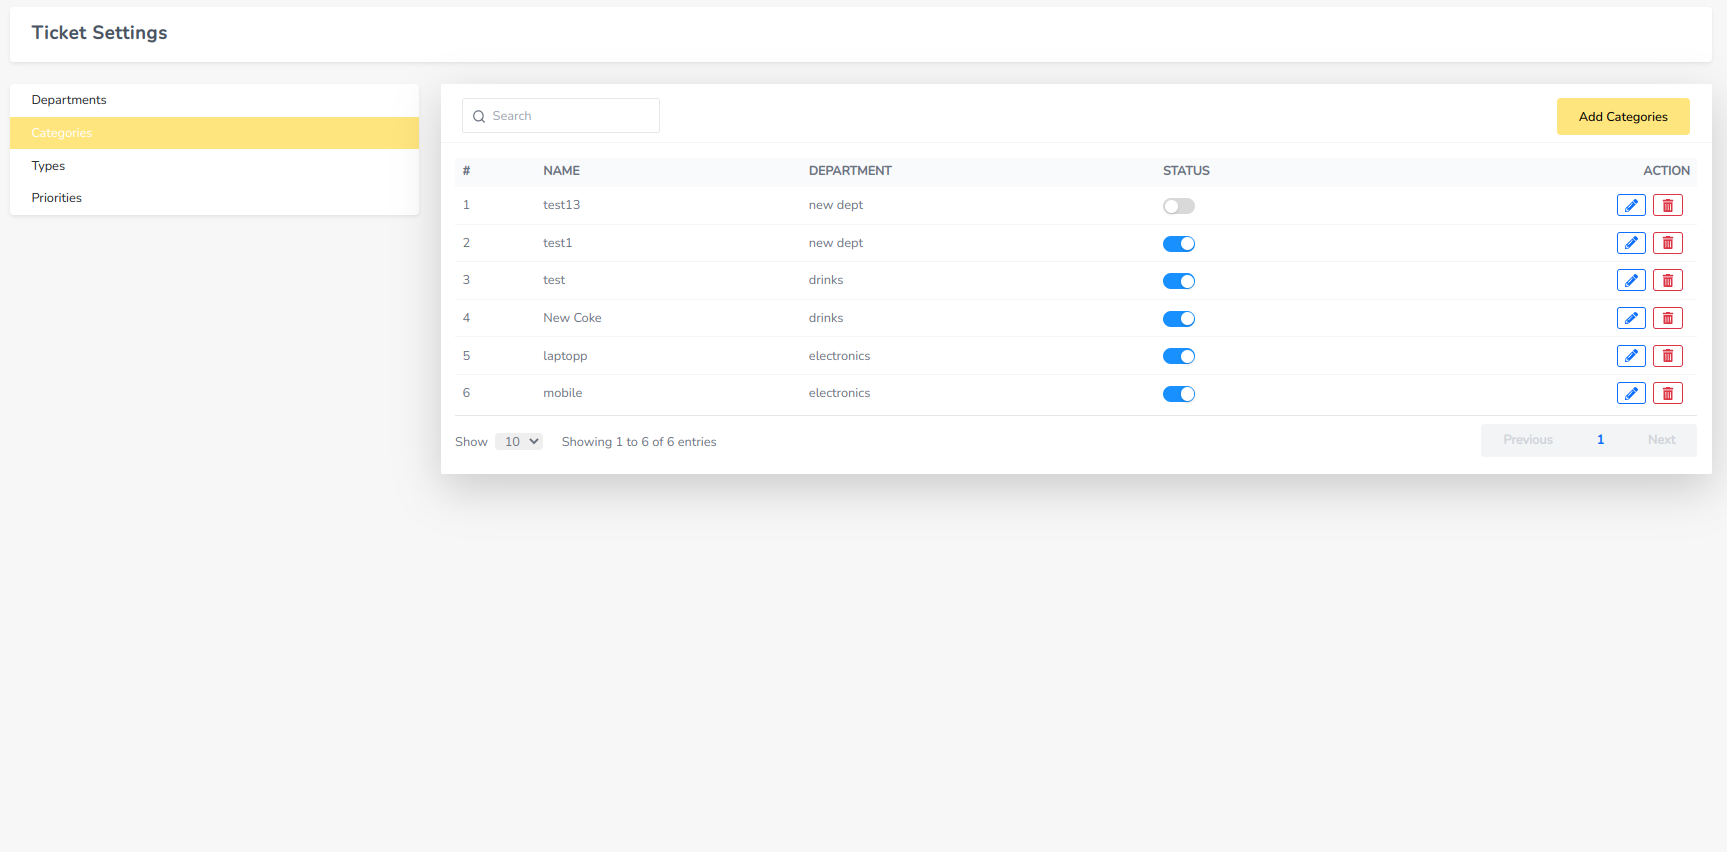 Ticket Settings
Departments
Categories
Types
Priorities
Search
Add Categories
# NAME DEPARTMENT STATUS ACTION
1 test13 new dept
2 test1 new dept
3 test drinks
4 New Coke drinks
5 laptopp electronics
6 mobile electronics
Show 10 Showing 1 to 6 of 6 entries Previous 1 Next